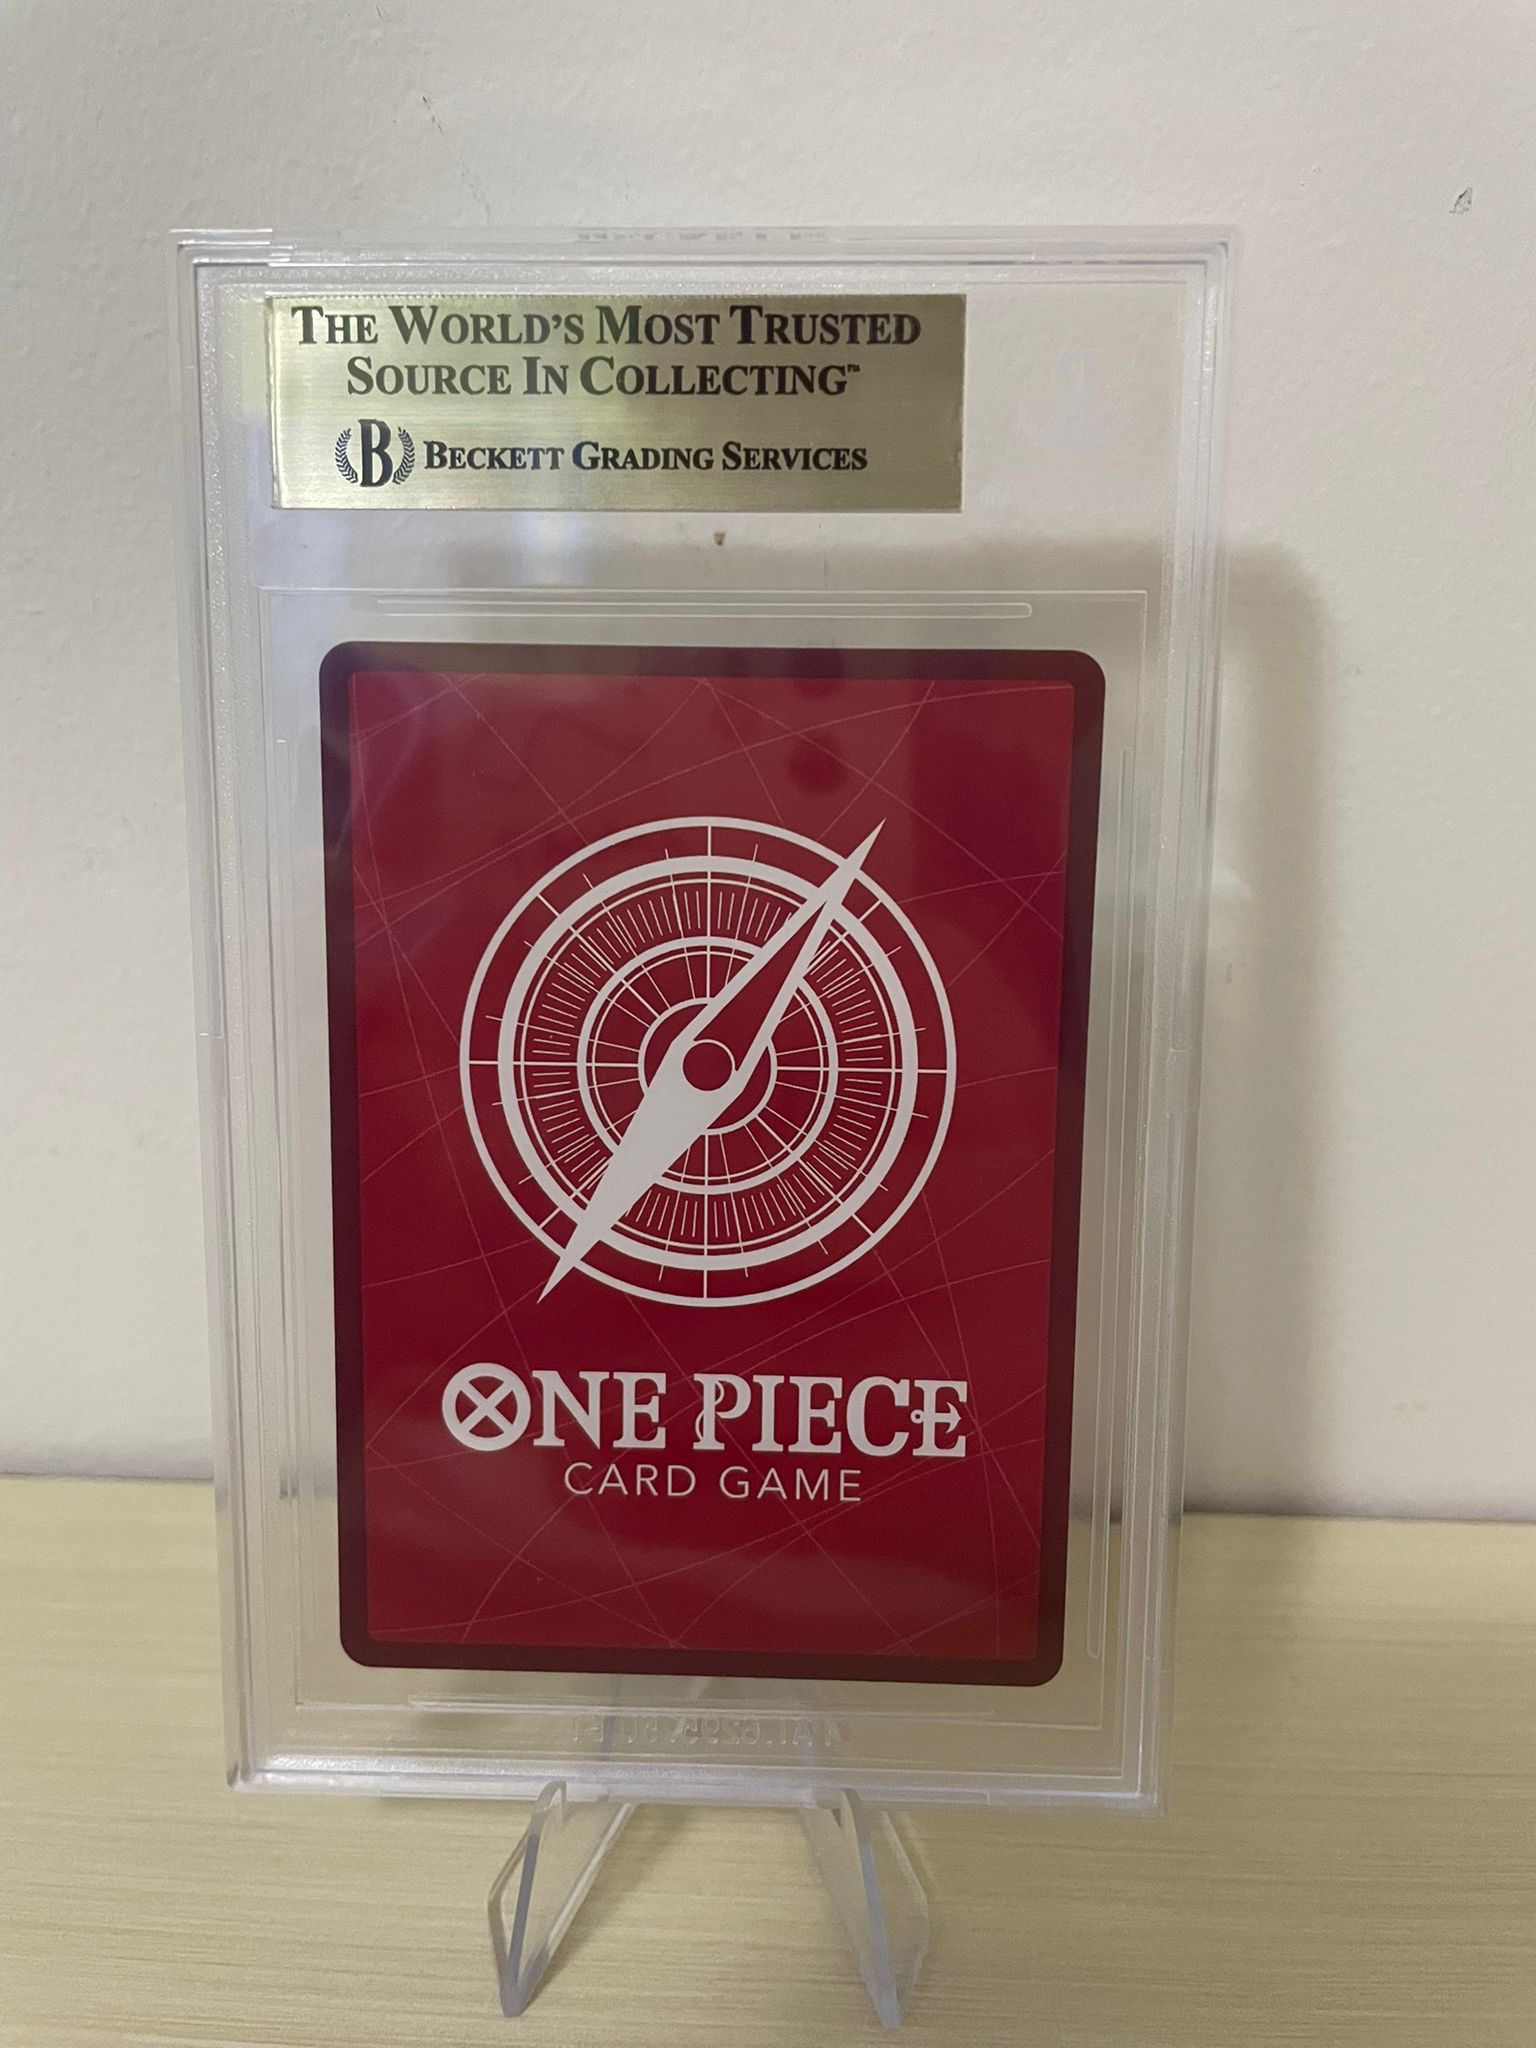 THE WORLD'S MOST TRUSTED
SOURCE IN COLLECTING™
B BECKETT GRADING SERVICES
ONE PIECE
CARD GAME